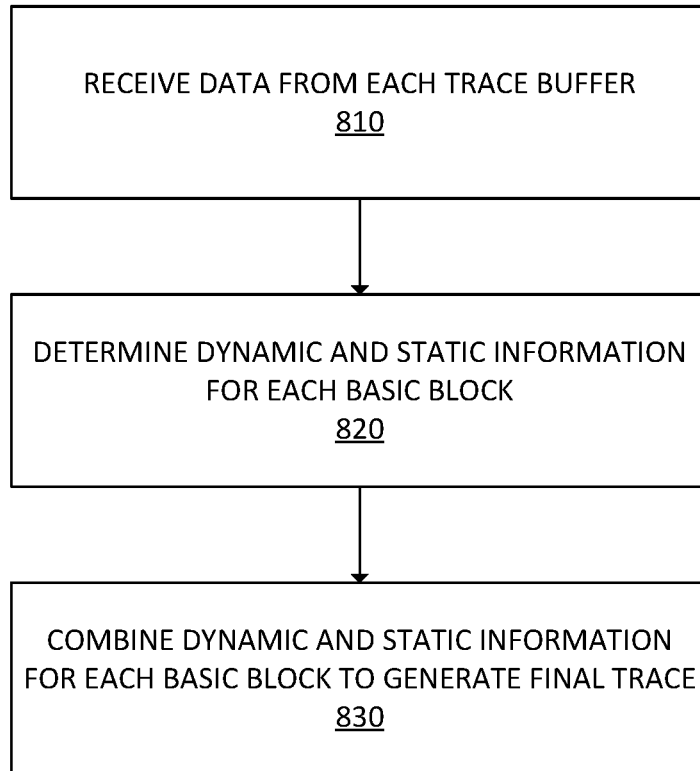 RECEIVE DATA FROM EACH TRACE BUFFER
810
DETERMINE DYNAMIC AND STATIC INFORMATION
FOR EACH BASIC BLOCK
820
COMBINE DYNAMIC AND STATIC INFORMATION
FOR EACH BASIC BLOCK TO GENERATE FINAL TRACE
830